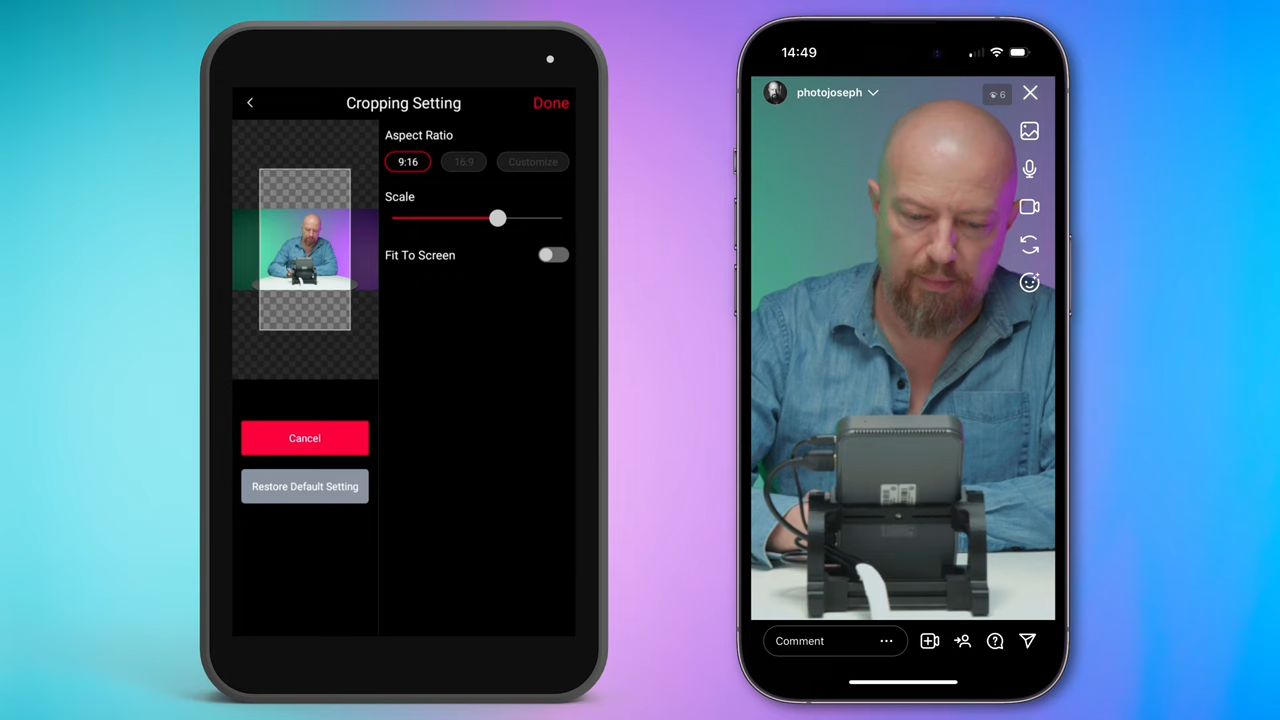 Cropping Setting
Done
Aspect Ratio
9:16
16:9
Customize
Scale
Fit To Screen
Cancel
Restore Default Setting
14:49
photojoseph
6
Comment